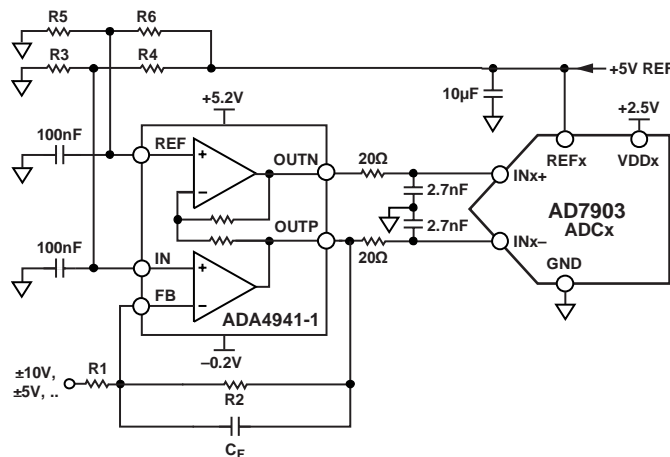 R5
R6
R3
R4
+5V REF
10µF
+5.2V
+2.5V
100nF
REF
OUTN
20Ω
REFx
VDDx
INx+
2.7nF
AD7903
ADCx
OUTP
2.7nF
100nF
IN
20Ω
INx–
FB
GND
ADA4941-1
–0.2V
±10V,
±5V, ..
R1
R2
CF